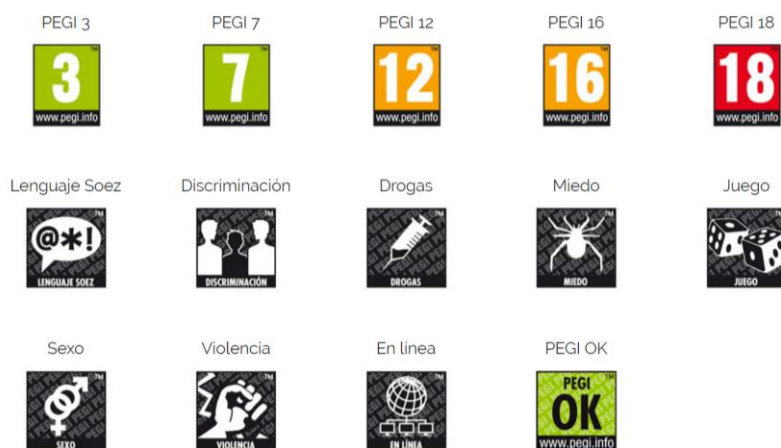 PEGI 3 PEGI 7 PEGI 12 PEGI 16 PEGI 18
3 7 12 16 18
www.pegi.info www.pegi.info www.pegi.info www.pegi.info www.pegi.info
Lenguaje Soez Discriminación Drogas Miedo Juego
@*!
LENGUAJE SOEZ DISCRIMINACIÓN DROGAS MIEDO JUEGO
Sexo Violencia En línea PEGI OK
PEGI
OK
SEXO VIOLENCIA EN LÍNEA www.pegi.info